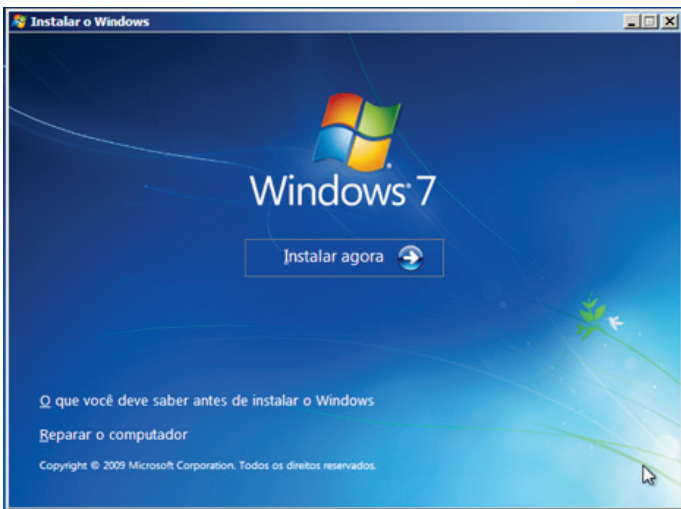 Instalar o Windows
Windows 7
Instalar agora
O que você deve saber antes de instalar o Windows
Reparar o computador
Copyright © 2009 Microsoft Corporation. Todos os direitos reservados.